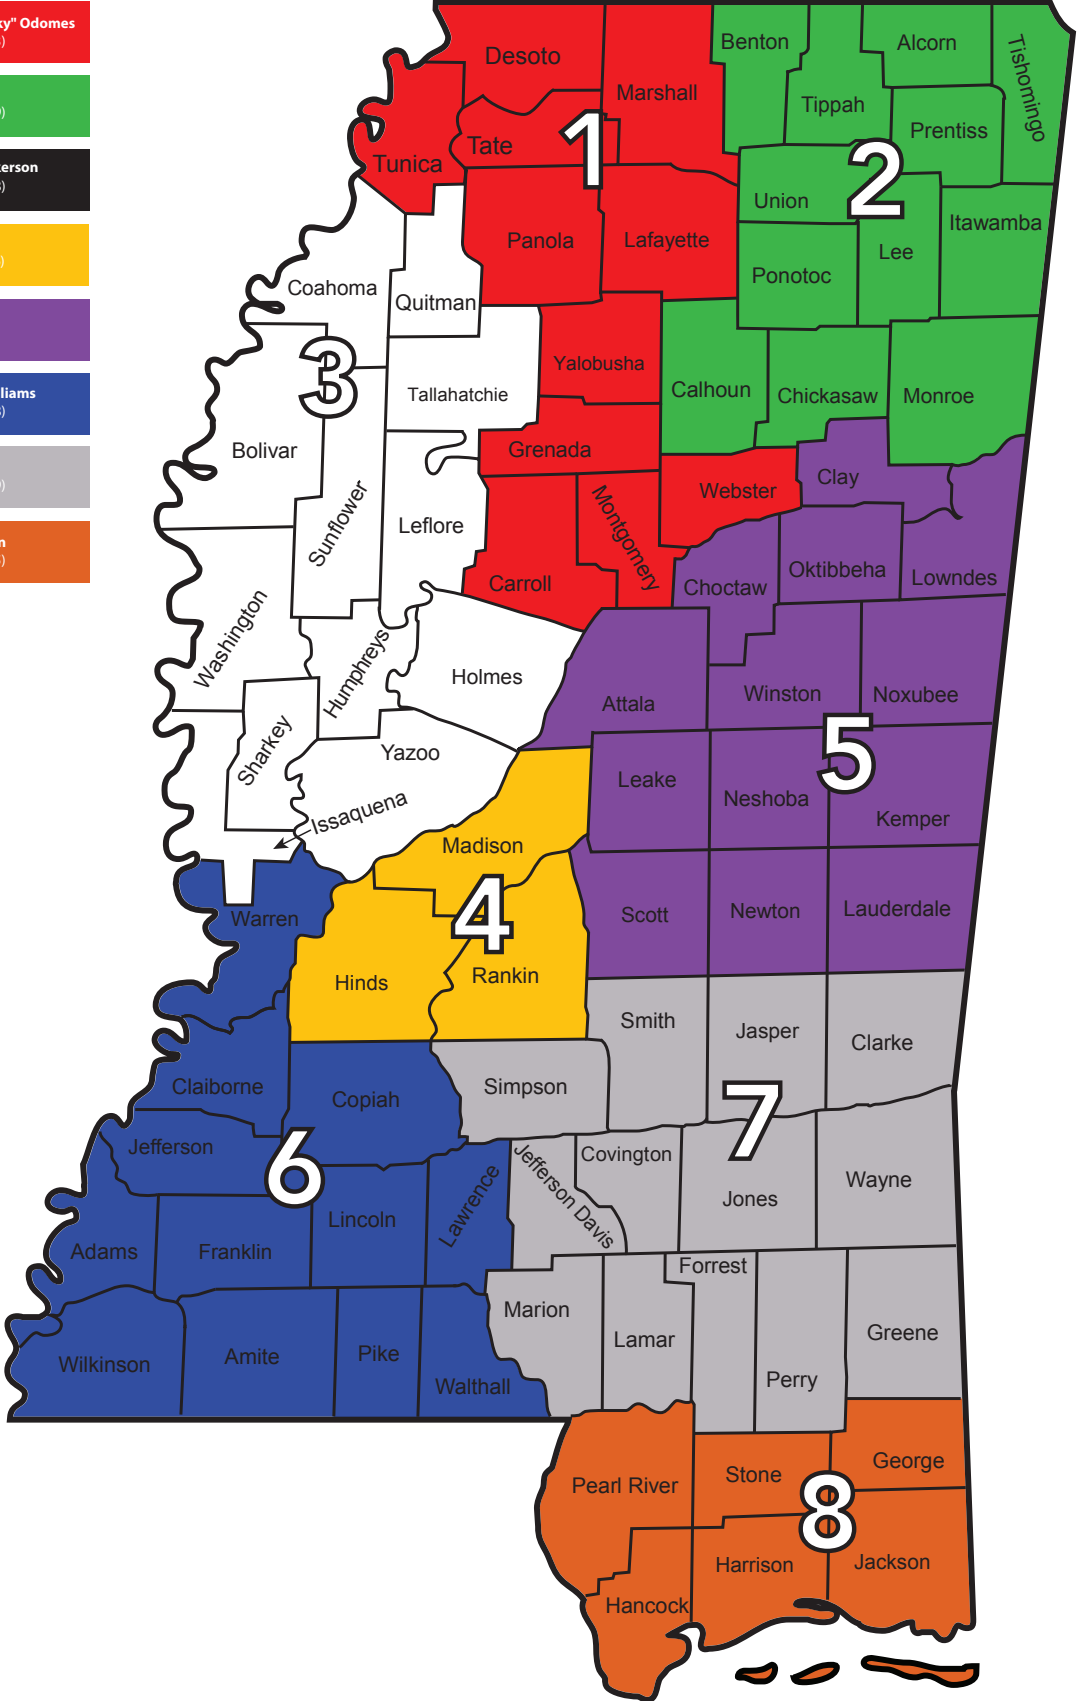 Odomes
Desoto
Marshall
Benton
Alcorn
Tishomingo
Tippah
Prentiss
Tunica
Tate
1
2
Union
Itawamba
Panola
Lafayette
Lee
Ponotoc
Coahoma
Quitman
3
Tallahatchie
Yalobusha
Calhoun
Chickasaw
Monroe
Bolivar
Grenada
Sunflower
Leflore
Montgomery
Webster
Clay
Carroll
Choctaw
Oktibbeha
Lowndes
Washington
Humphreys
Holmes
Attala
Winston
Noxubee
Sharkey
Yazoo
5
Leake
Neshoba
Kemper
Issaquena
Madison
Warren
4
Scott
Newton
Lauderdale
Hinds
Rankin
Smith
Jasper
Clarke
Claiborne
Copiah
Simpson
7
Jefferson
6
Lawrence
Jefferson Davis
Covington
Jones
Wayne
Adams
Franklin
Lincoln
Forrest
Marion
Lamar
Greene
Wilkinson
Amite
Pike
Walthall
Perry
Pearl River
Stone
George
8
Harrison
Jackson
Hancock